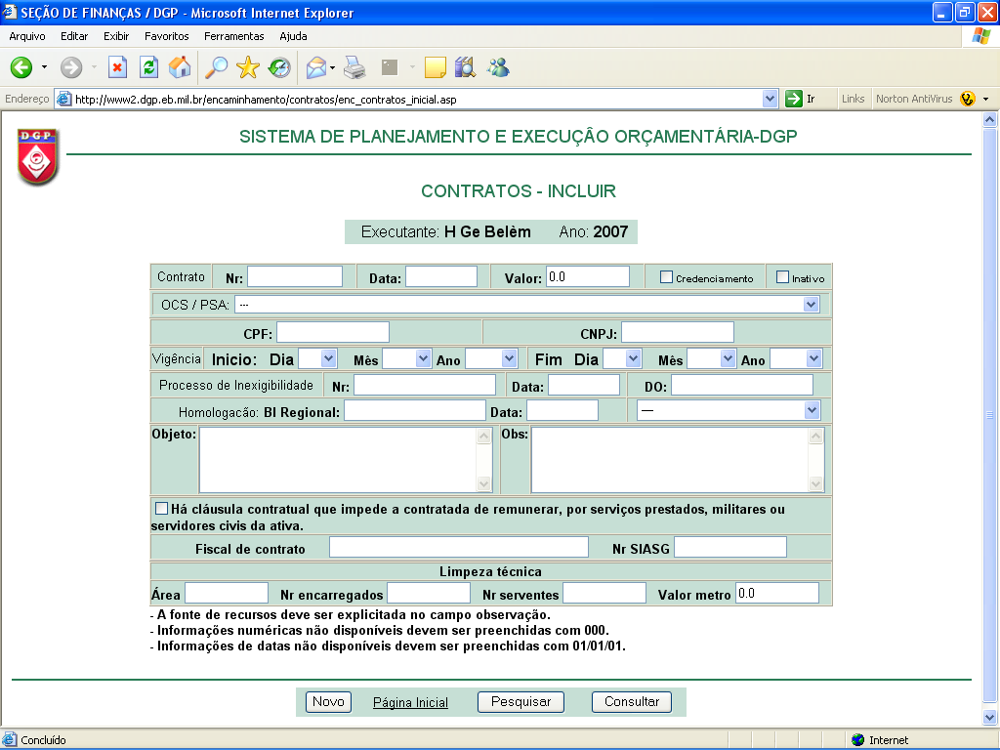 SEÇÃO DE FINANÇAS / DGP - Microsoft Internet Explorer
Arquivo Editar Exibir Favoritos Ferramentas Ajuda
Endereço http://www2.dgp.eb.mil.br/encaminhamento/contratos/enc_contratos_inicial.asp Ir Links Norton AntiVirus
DGP
SISTEMA DE PLANEJAMENTO E EXECUÇÂO ORÇAMENTÁRIA-DGP
CONTRATOS - INCLUIR
Executante: H Ge Belèm Ano: 2007
Contrato Nr: Data: Valor: 0.0 Credenciamento Inativo
OCS / PSA: ---
CPF: CNPJ:
Vigência Inicio: Dia Mês Ano Fim Dia Mês Ano
Processo de Inexigibilidade Nr: Data: DO:
Homologacão: BI Regional: Data: ---
Objeto: Obs:
Há cláusula contratual que impede a contratada de remunerar, por serviços prestados, militares ou
servidores civis da ativa.
Fiscal de contrato Nr SIASG
Limpeza técnica
Área Nr encarregados Nr serventes Valor metro 0.0
- A fonte de recursos deve ser explicitada no campo observação.
- Informações numéricas não disponíveis devem ser preenchidas com 000.
- Informações de datas não disponíveis devem ser preenchidas com 01/01/01.
Novo Página Inicial Pesquisar Consultar
Concluído Internet